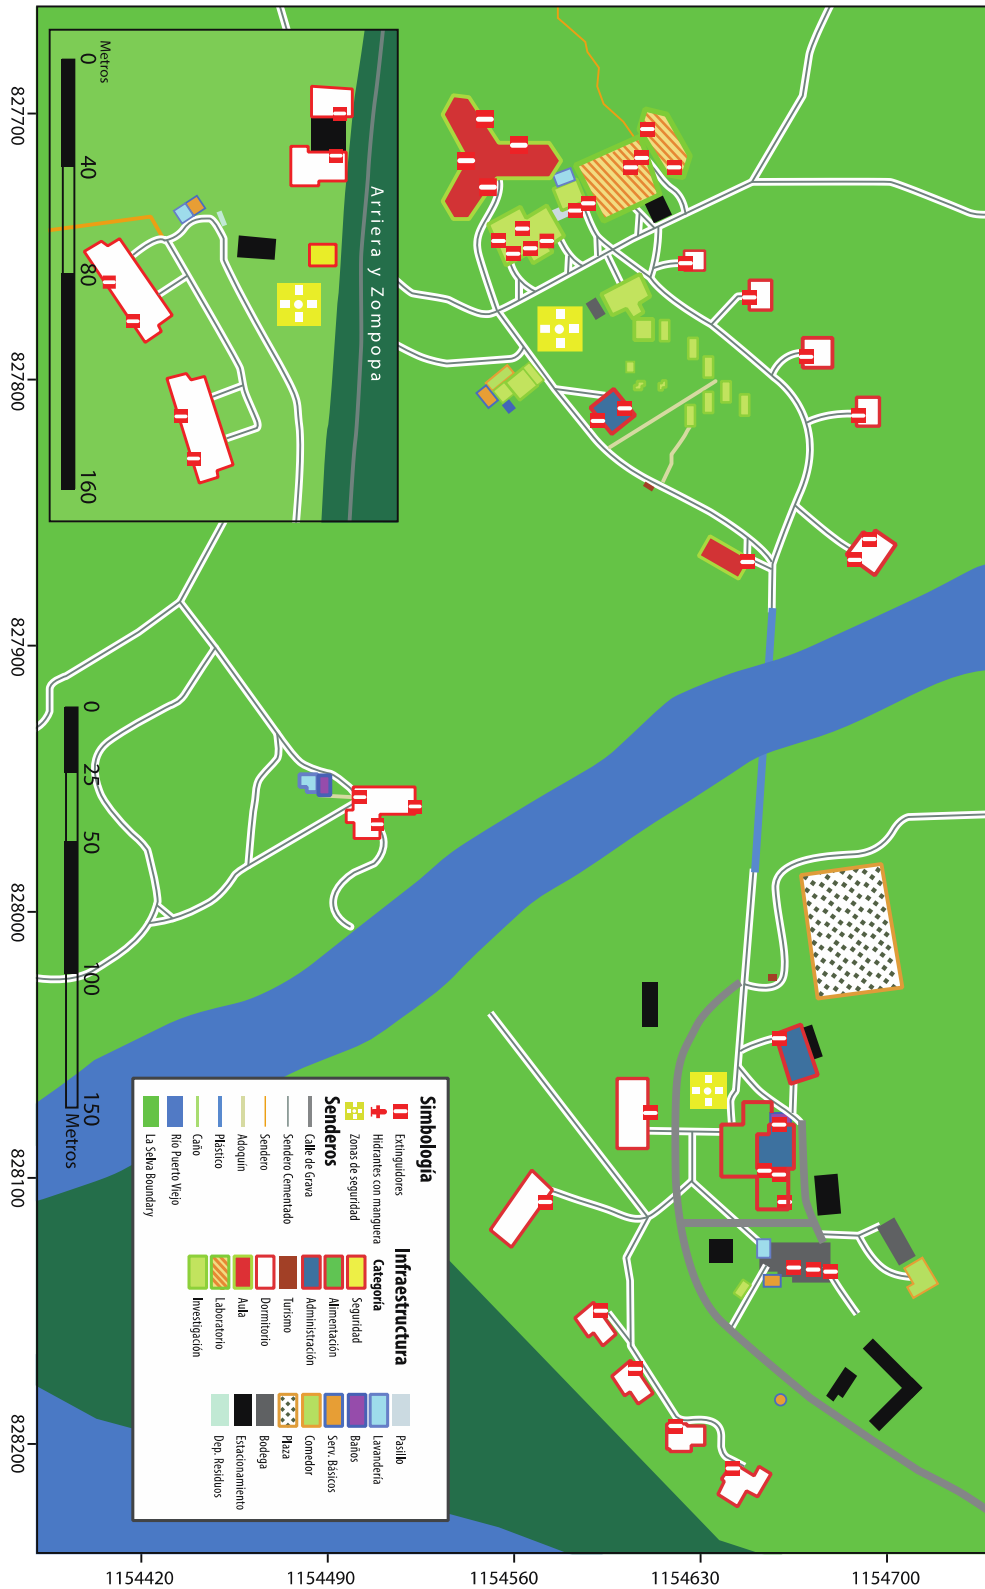 Metros
0
40
80
160
Arriera y Zompopa
827700
827800
827900
828000
828100
828200
0
25
50
100
150
Metros
Simbología
Extinguidores
Hidrantes con manguera
Zonas de seguridad
Senderos
Calle de Grava
Sendero Cementado
Sendero
Adoquín
Plástico
Caño
Río Puerto Viejo
La Selva Boundary
Infraestructura
Categoría
Seguridad
Alimentación
Administración
Turismo
Dormitorio
Aula
Laboratorio
Investigación
Pasillo
Lavandería
Baños
Serv. Básicos
Comedor
Plaza
Bodega
Estacionamiento
Dep. Residuos
1154420
1154490
1154560
1154630
1154700